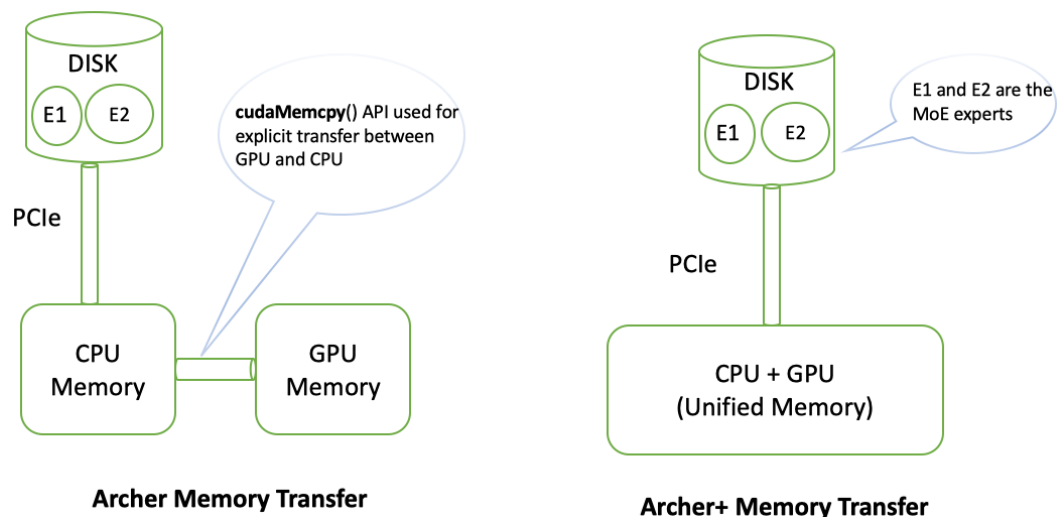 DISK
E1
E2
cudaMemcpy() API used for
explicit transfer between
GPU and CPU
PCIe
CPU
Memory
GPU
Memory
Archer Memory Transfer
DISK
E1
E2
E1 and E2 are the
MoE experts
PCIe
CPU + GPU
(Unified Memory)
Archer+ Memory Transfer